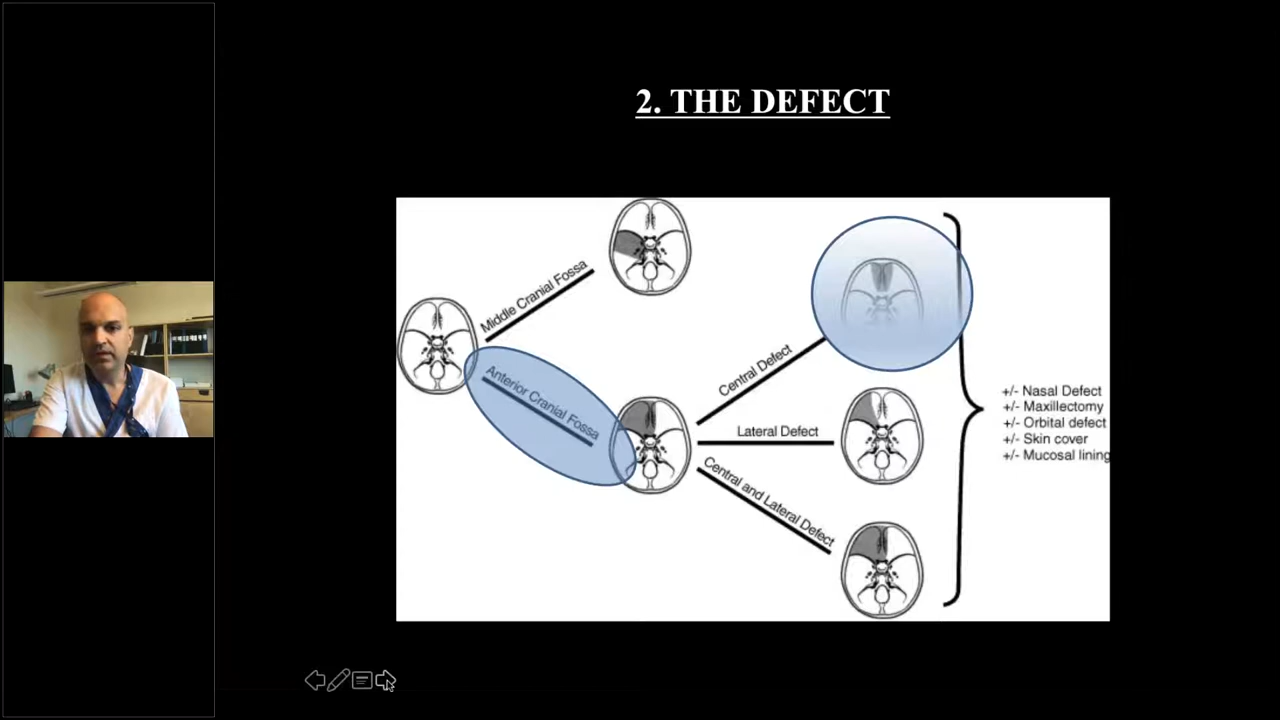 2. THE DEFECT
Middle Cranial Fossa
Anterior Cranial Fossa
Central Defect
Lateral Defect
Central and Lateral Defect
+/- Nasal Defect
+/- Maxillectomy
+/- Orbital defect
+/- Skin cover
+/- Mucosal lining